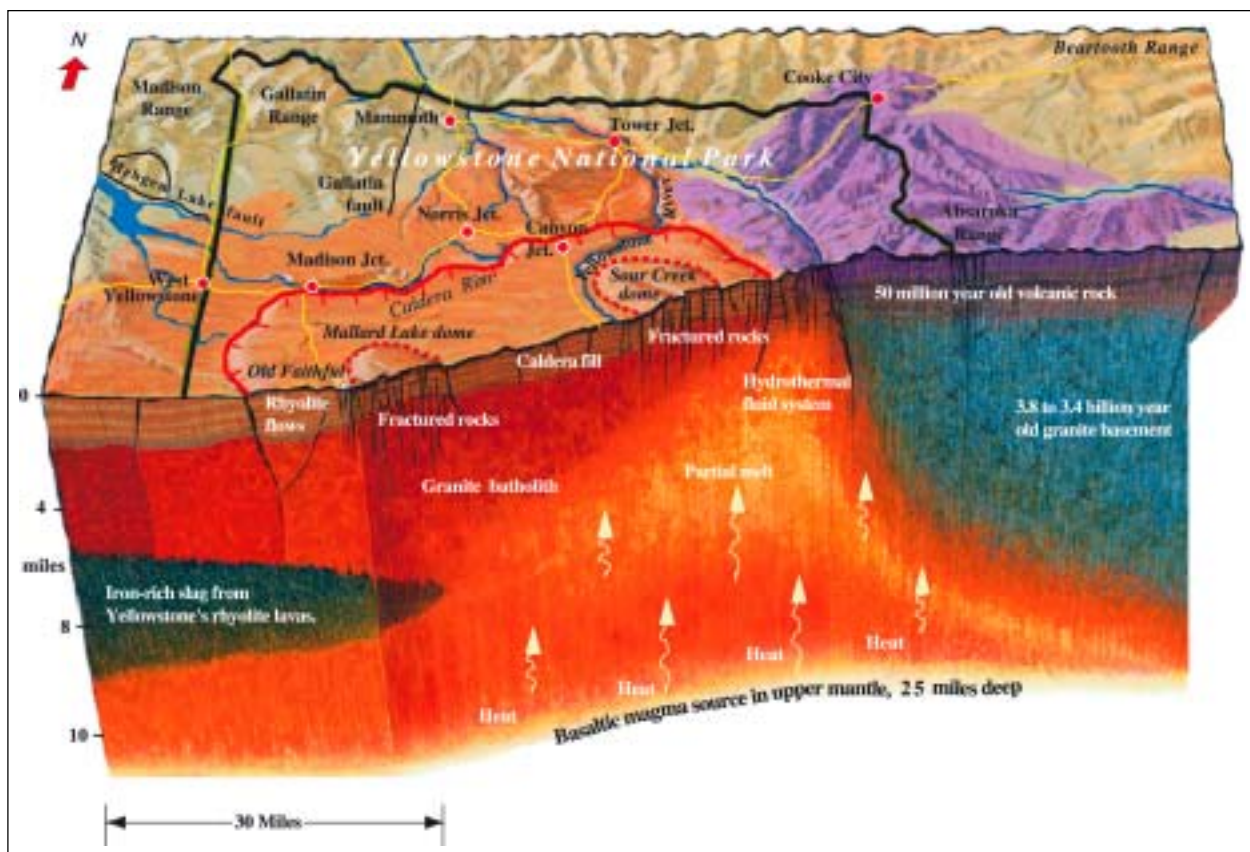 N
Beartooth Range
Madison
Range
Gallatin
Range
Cooke City
Mammoth
Tower Jct.
Yellowstone National Park
Hebgen Lake fault
Gallatin
fault
Norris Jct.
Canyon
Jct.
River
Yellowstone
Absaroka
Range
West
Yellowstone
Madison Jct.
Caldera Rim
Sour Creek
dome
50 million year old volcanic rock
Mallard Lake dome
Old Faithful
Caldera fill
Fractured rocks
0
Rhyolite
flows
Fractured rocks
Hydrothermal
fluid system
3.8 to 3.4 billion year
old granite basement
Granite batholith
Partial melt
4
miles
Iron-rich slag from
Yellowstone's rhyolite lavas.
8
Heat
Heat
Heat
Heat
Basaltic magma source in upper mantle, 25 miles deep
10
30 Miles